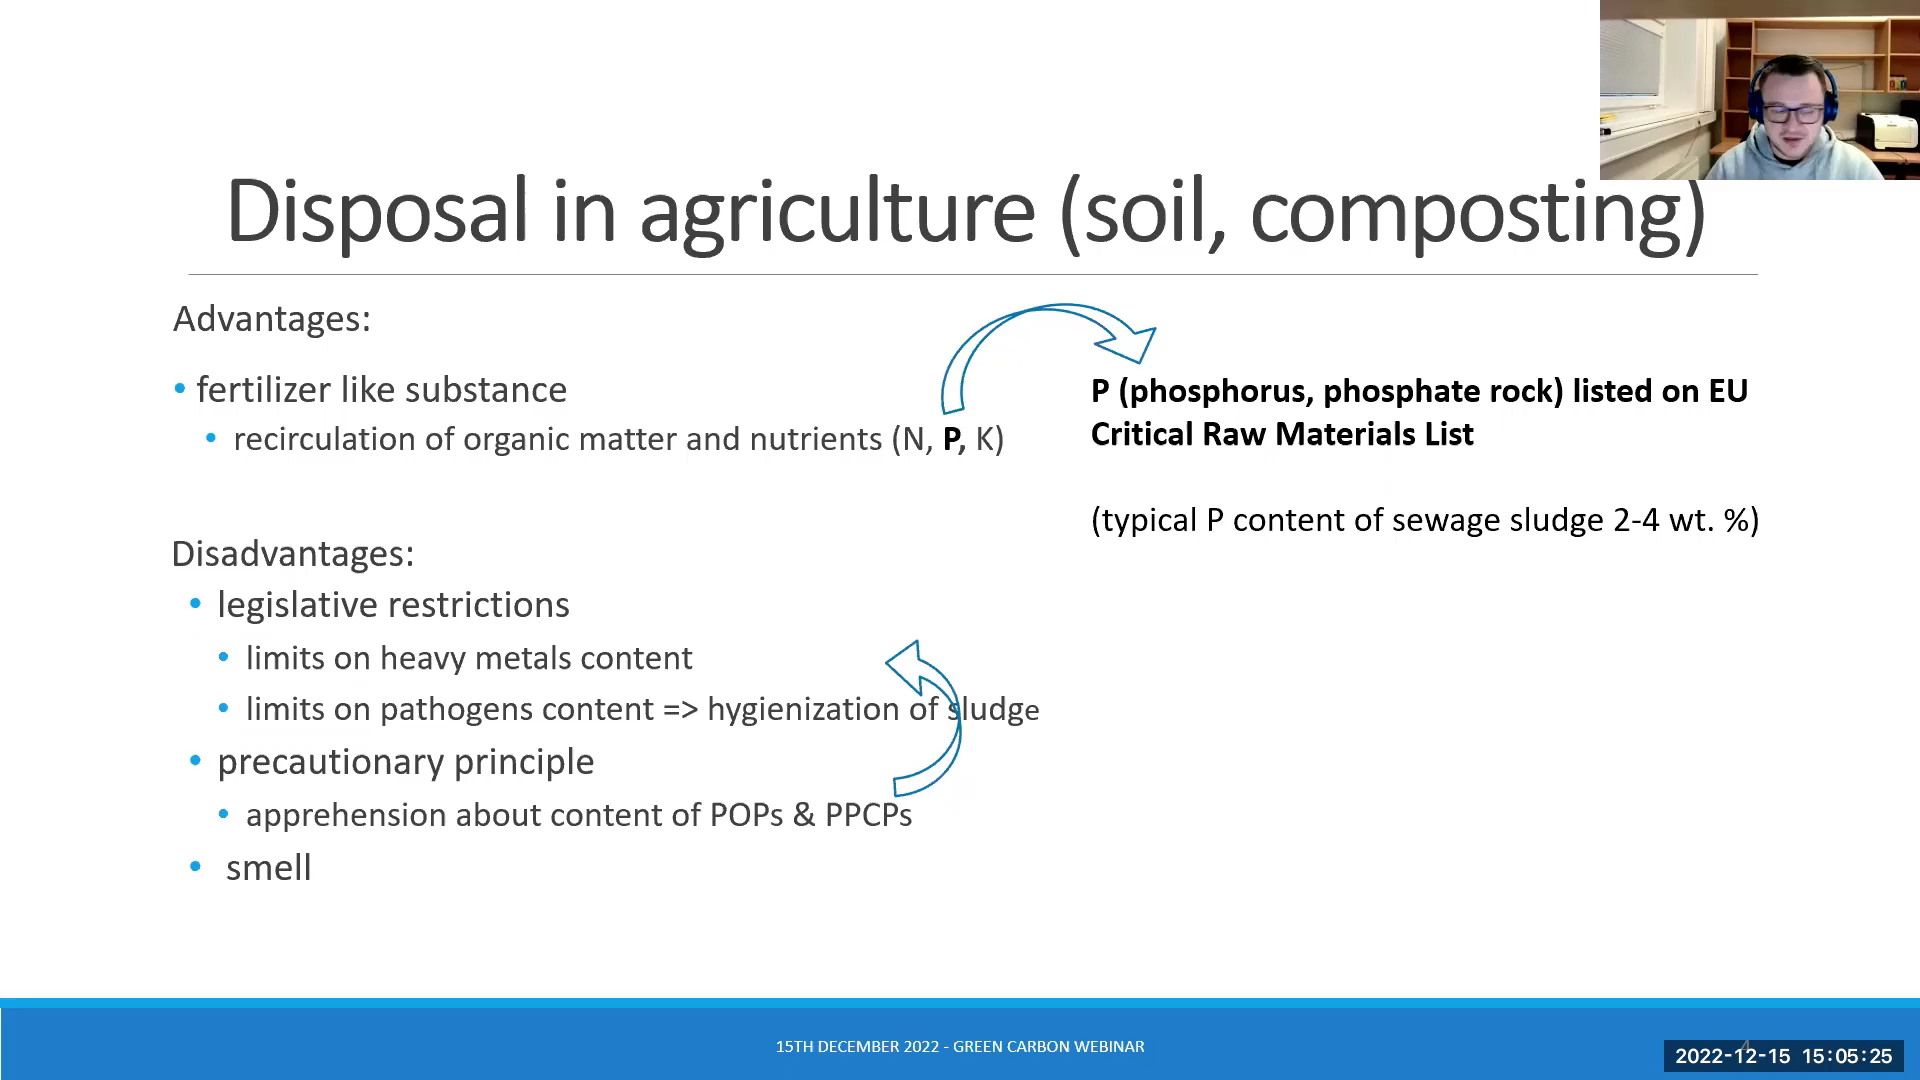 Disposal in agriculture (soil, composting)
Advantages:
• fertilizer like substance
• recirculation of organic matter and nutrients (N, P, K)
P (phosphorus, phosphate rock) listed on EU
Critical Raw Materials List
(typical P content of sewage sludge 2-4 wt. %)
Disadvantages:
• legislative restrictions
• limits on heavy metals content
• limits on pathogens content => hygienization of sludge
• precautionary principle
• apprehension about content of POPs & PPCPs
• smell
15TH DECEMBER 2022 - GREEN CARBON WEBINAR
4
2022-12-15 15:05:25